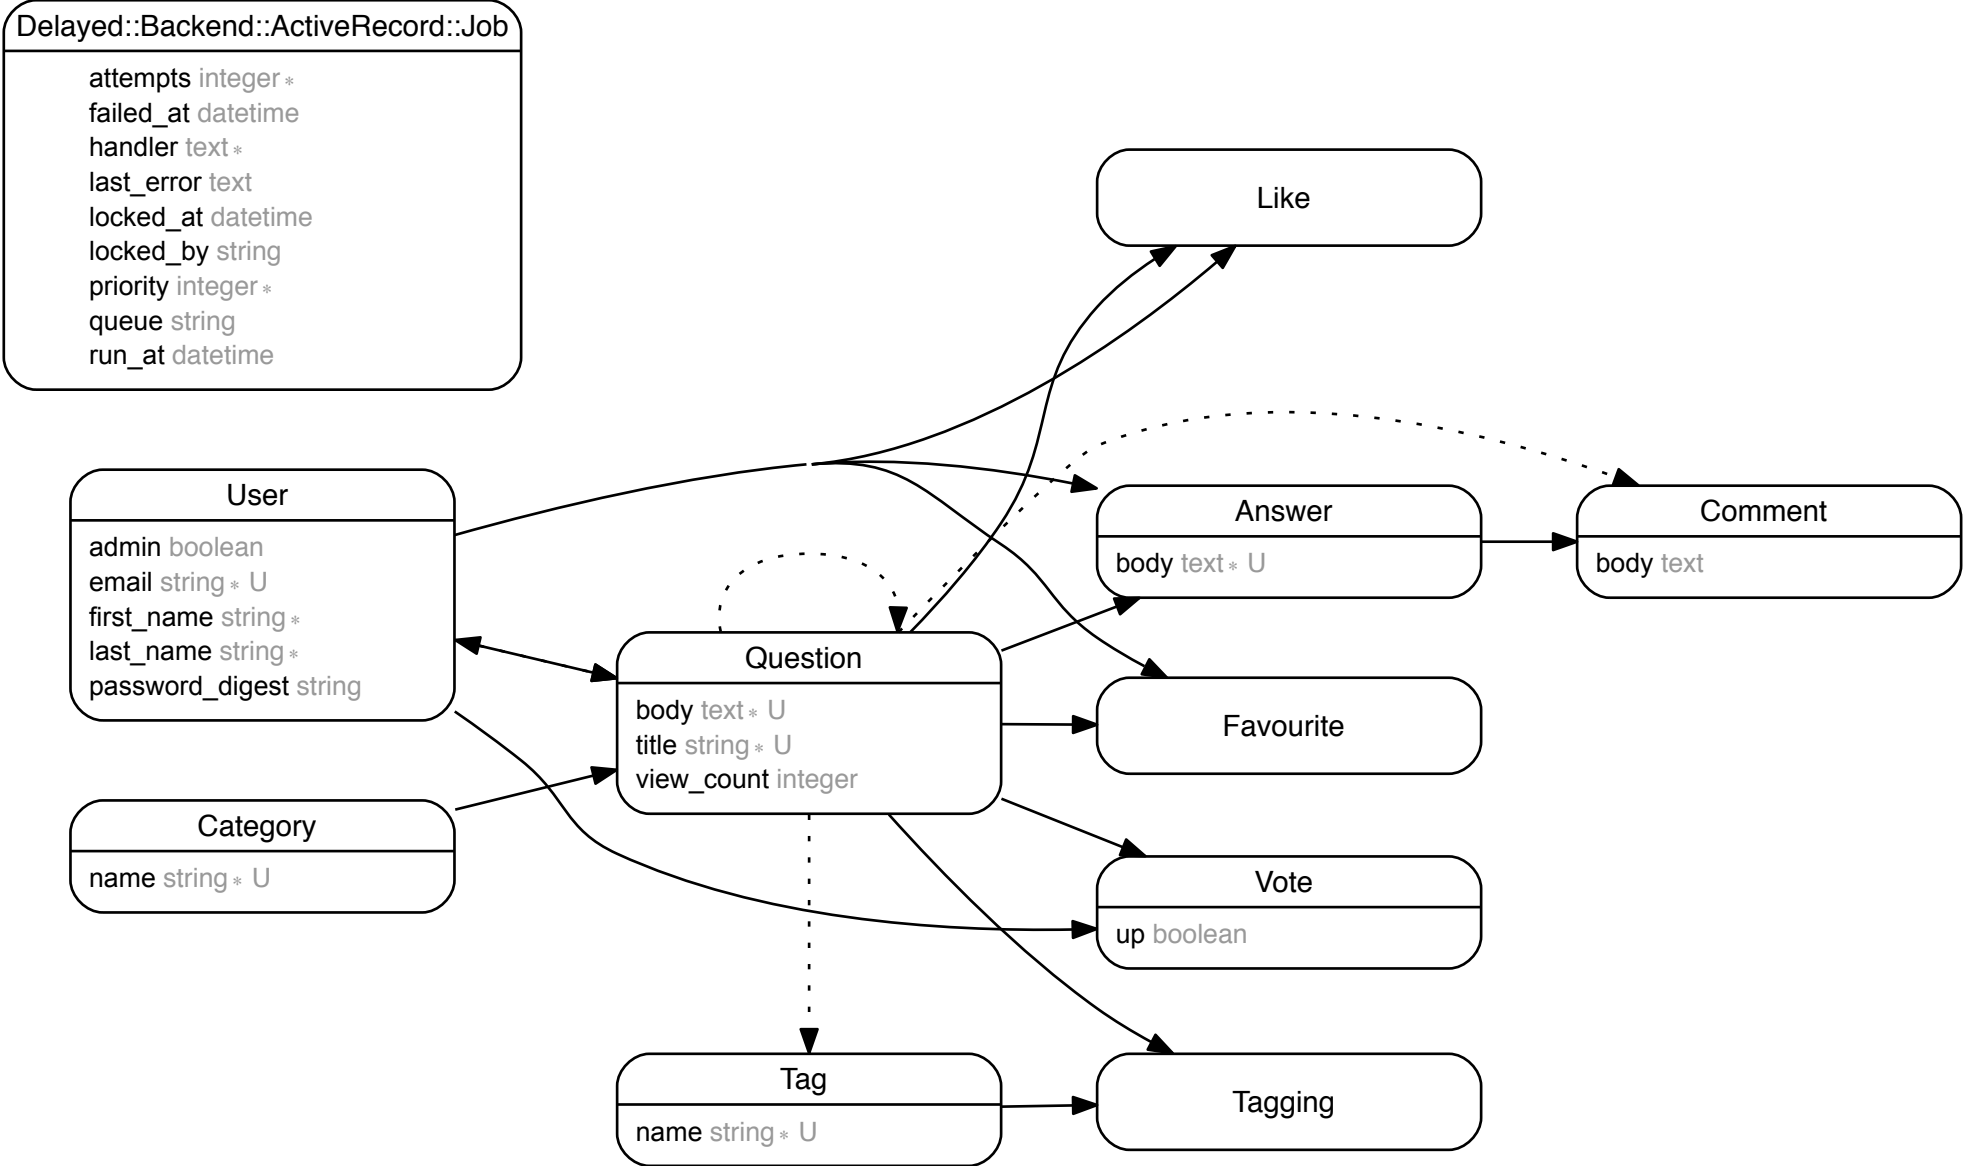 Delayed::Backend::ActiveRecord::Job
attempts integer *
failed_at datetime
handler text *
last_error text
locked_at datetime
locked_by string
priority integer *
queue string
run_at datetime
Like
User
admin boolean
email string * U
first_name string *
last_name string *
password_digest string
Answer
body text * U
Comment
body text
Question
body text * U
title string * U
view_count integer
Favourite
Category
name string * U
Vote
up boolean
Tag
name string * U
Tagging